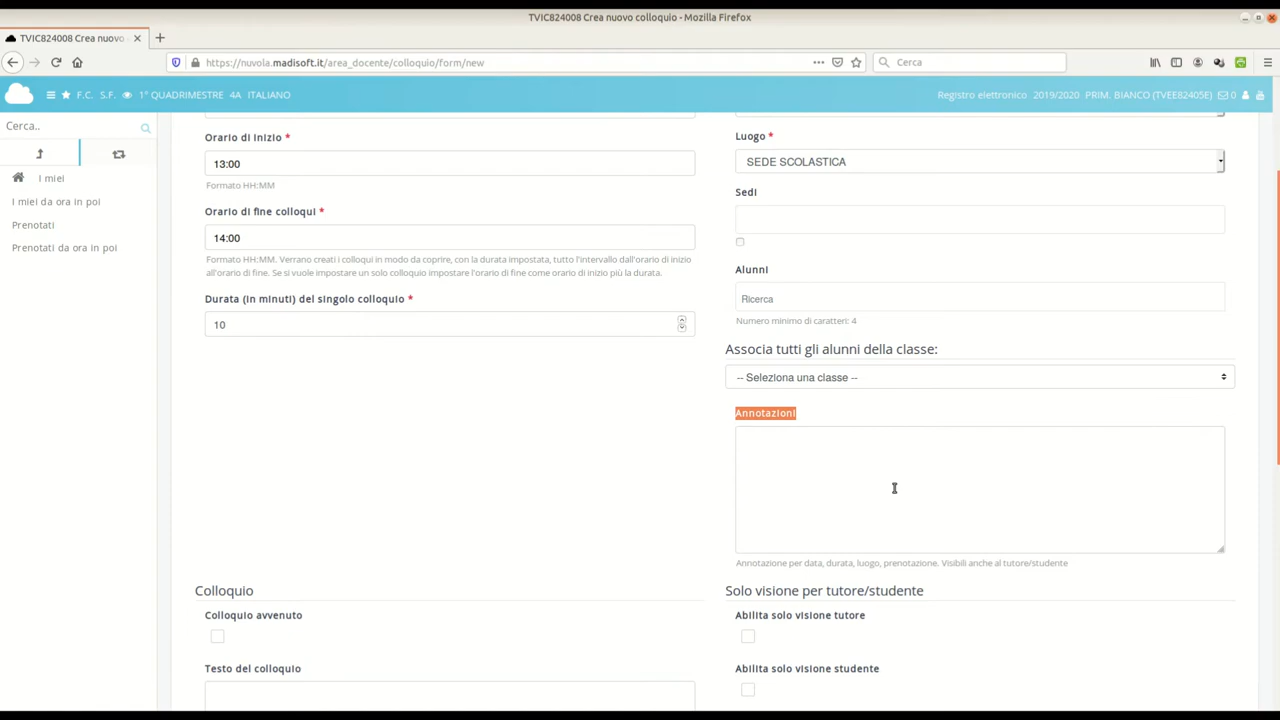 TVIC824008 Crea nuovo colloquio - Mozilla Firefox
TVIC824008 Crea nuovo
https://nuvola.madisoft.it/area_docente/colloquio/form/new
Cerca
F.C. S.F. 1° QUADRIMESTRE 4A ITALIANO
Registro elettronico 2019/2020 PRIM. BIANCO (TVEE82405E) 0
Cerca..
I miei
I miei da ora in poi
Prenotati
Prenotati da ora in poi
Orario di inizio *
13:00
Formato HH:MM
Orario di fine colloqui *
14:00
Formato HH:MM. Verrano creati i colloqui in modo da coprire, con la durata impostata, tutto l'intervallo dall'orario di inizio
all'orario di fine. Se si vuole impostare un solo colloquio impostare l'orario di fine come orario di inizio più la durata.
Durata (in minuti) del singolo colloquio *
10
Luogo *
SEDE SCOLASTICA
Sedi
Alunni
Ricerca
Numero minimo di caratteri: 4
Associa tutti gli alunni della classe:
-- Seleziona una classe --
Annotazioni
Annotazione per data, durata, luogo, prenotazione. Visibili anche al tutore/studente
Colloquio
Colloquio avvenuto
Testo del colloquio
Solo visione per tutore/studente
Abilita solo visione tutore
Abilita solo visione studente